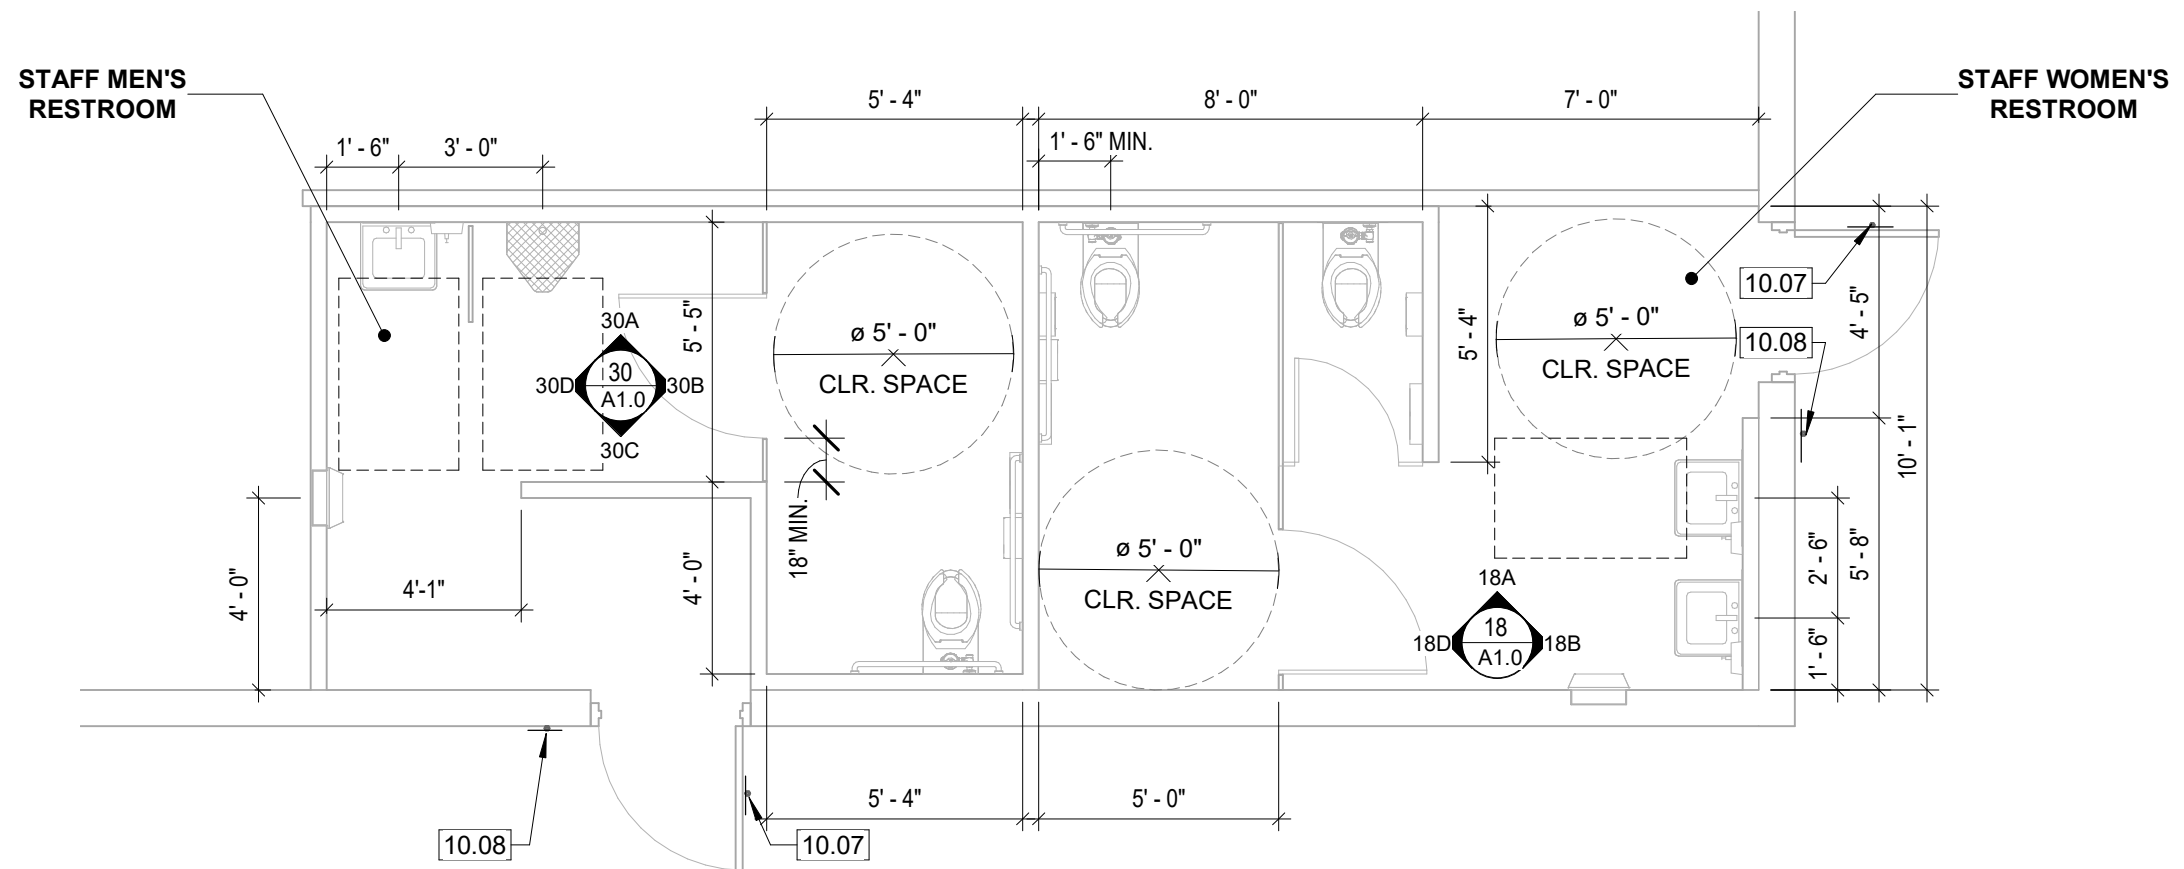 STAFF MEN'S
RESTROOM
STAFF WOMEN'S
RESTROOM
5' - 4"
8' - 0"
7' - 0"
1' - 6"
3' - 0"
1' - 6" MIN.
10.07
4' - 5"
5' - 5"
5' - 4"
30A
30
30D
30B
A1.0
30C
ø 5' - 0"
CLR. SPACE
ø 5' - 0"
CLR. SPACE
10.08
10' - 1"
18" MIN.
ø 5' - 0"
CLR. SPACE
4' - 0"
4'-1"
4' - 0"
2' - 6"
5' - 8"
1' - 6"
18A
18
18D
18B
A1.0
5' - 4"
5' - 0"
10.08
10.07